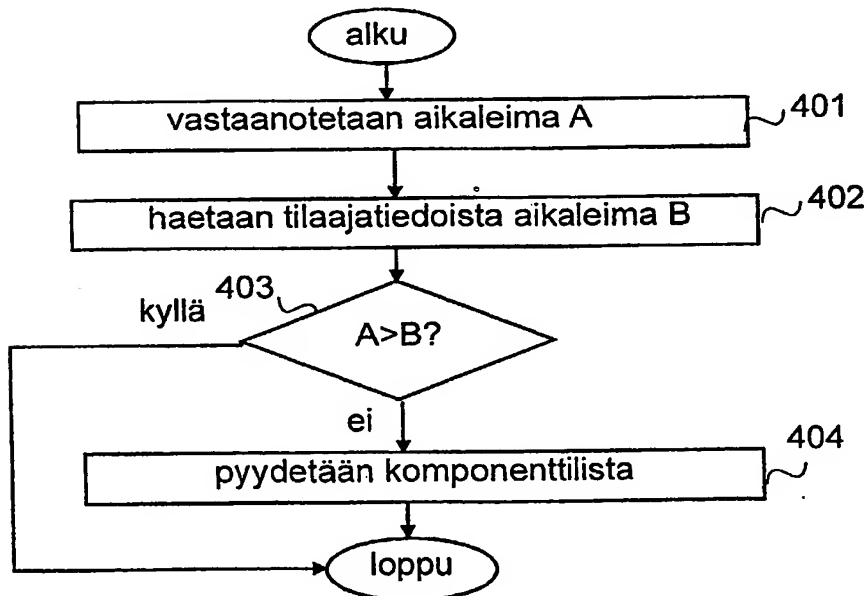 alku
vastaanotetaan aikaleima A
401
haetaan tilaajatiedoista aikaleima B
402
403
kyllä
A>B?
ei
404
pyydetään komponenttilista
loppu